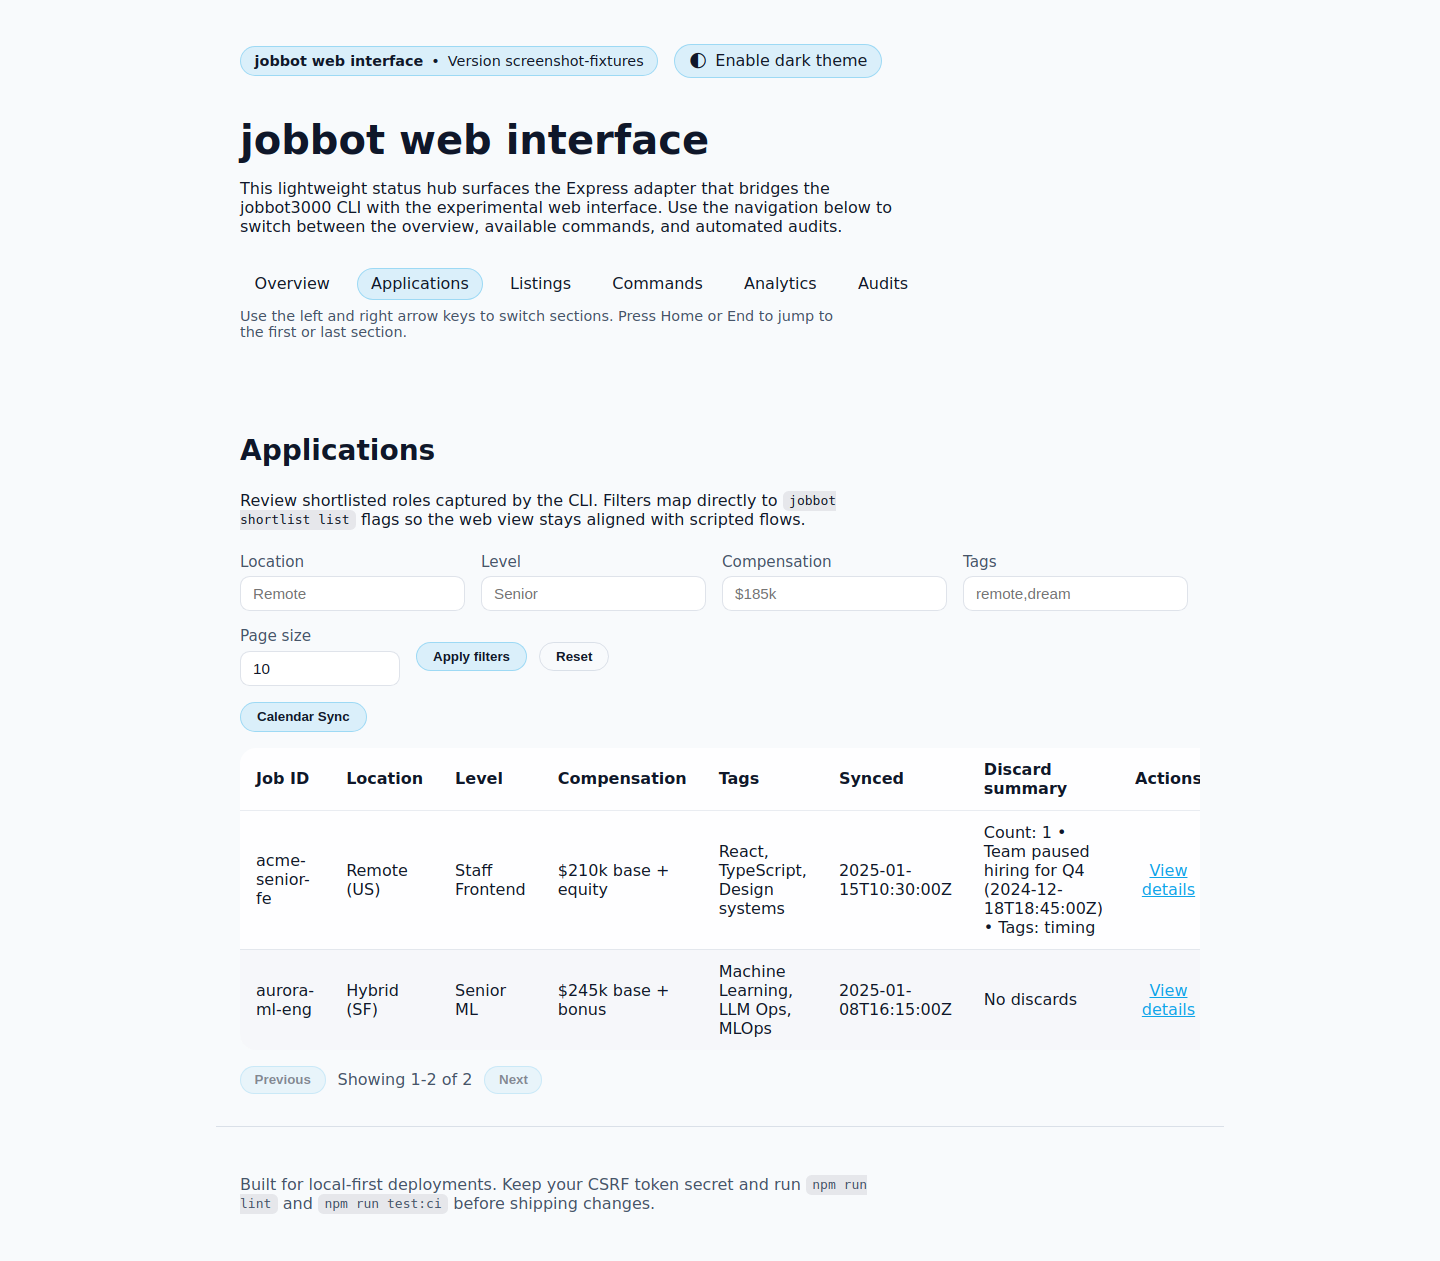 jobbot web interface • Version screenshot-fixtures
Enable dark theme
jobbot web interface
This lightweight status hub surfaces the Express adapter that bridges the
jobbot3000 CLI with the experimental web interface. Use the navigation below to
switch between the overview, available commands, and automated audits.
Overview Applications Listings Commands Analytics Audits
Use the left and right arrow keys to switch sections. Press Home or End to jump to
the first or last section.
Applications
Review shortlisted roles captured by the CLI. Filters map directly to jobbot
shortlist list flags so the web view stays aligned with scripted flows.
Location Level Compensation Tags
Remote Senior $185k remote,dream
Page size
10
Apply filters Reset
Calendar Sync
Job ID Location Level Compensation Tags Synced Discard summary Actions
acme-
senior-
fe
Remote
(US)
Staff
Frontend
$210k base +
equity
React,
TypeScript,
Design
systems
2025-01-
15T10:30:00Z
Count: 1 •
Team paused
hiring for Q4
(2024-12-
18T18:45:00Z)
• Tags: timing
View
details
aurora-
ml-eng
Hybrid
(SF)
Senior
ML
$245k base +
bonus
Machine
Learning,
LLM Ops,
MLOps
2025-01-
08T16:15:00Z
No discards
View
details
Previous Showing 1-2 of 2 Next
Built for local-first deployments. Keep your CSRF token secret and run npm run
lint and npm run test:ci before shipping changes.